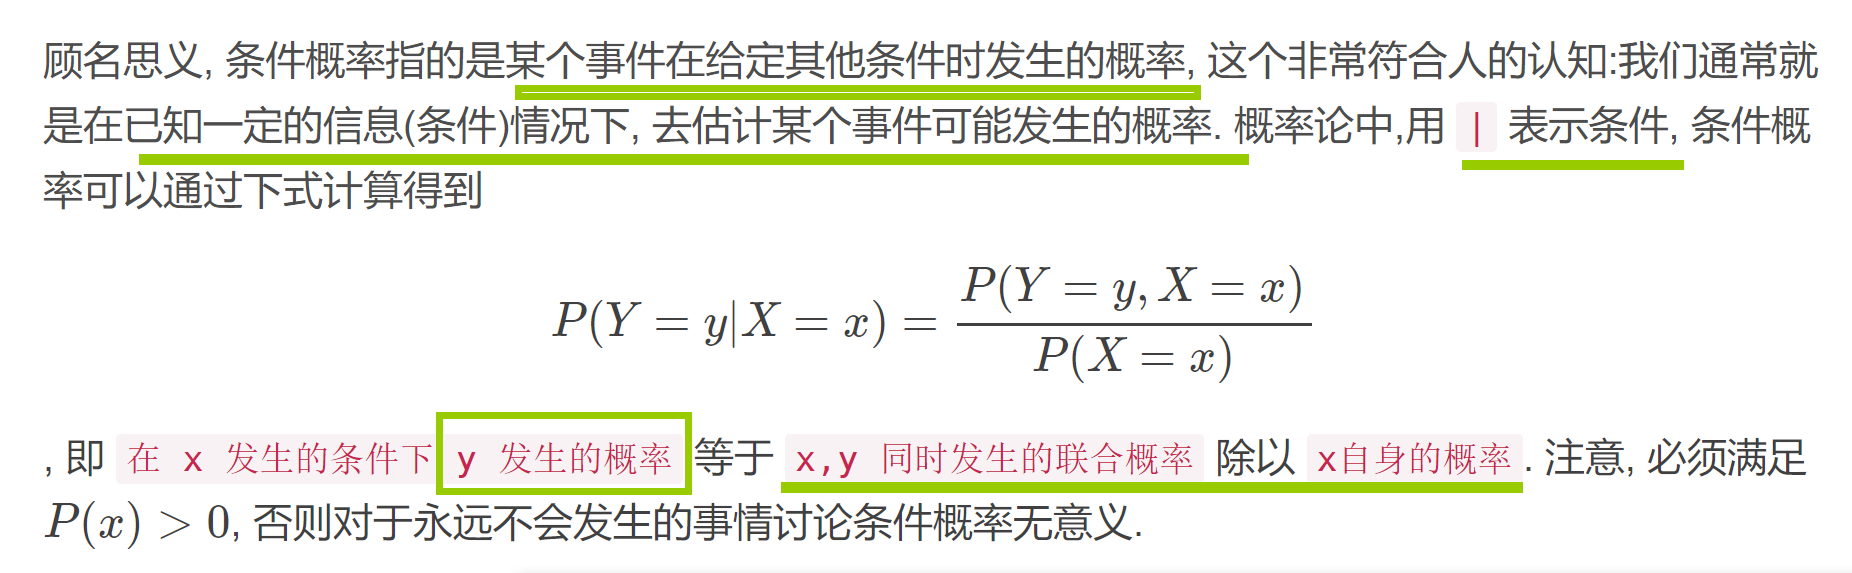 顾名思义, 条件概率指的是某个事件在给定其他条件时发生的概率, 这个非常符合人的认知:我们通常就
是在已知一定的信息(条件)情况下, 去估计某个事件可能发生的概率. 概率论中,用 | 表示条件, 条件概
率可以通过下式计算得到
P(Y = y|X = x) = \frac{P(Y = y, X = x)}{P(X = x)}
, 即 在 x 发生的条件下 y 发生的概率 等于 x,y 同时发生的联合概率 除以 x自身的概率. 注意, 必须满足
P(x) > 0, 否则对于永远不会发生的事情讨论条件概率无意义.